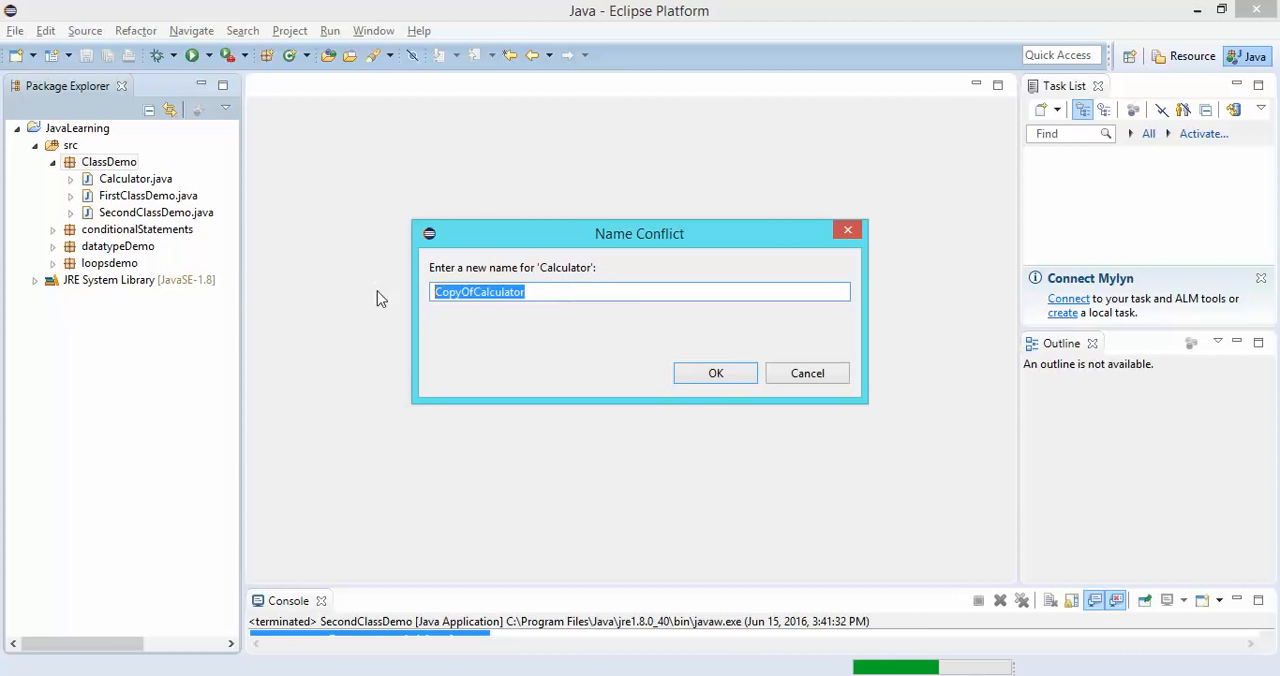 Java - Eclipse Platform
File Edit Source Refactor Navigate Search Project Run Window Help
Quick Access Resource Java
Package Explorer
JavaLearning
src
ClassDemo
Calculator.java
FirstClassDemo.java
SecondClassDemo.java
conditionalStatements
datatypeDemo
loopsdemo
JRE System Library [JavaSE-1.8]
Name Conflict
Enter a new name for 'Calculator':
CopyOfCalculator
OK Cancel
Task List
Find All Activate...
Connect Mylyn
Connect to your task and ALM tools or
create a local task.
Outline
An outline is not available.
Console
<terminated> SecondClassDemo [Java Application] C:\Program Files\Java\jre1.8.0_40\bin\javaw.exe (Jun 15, 2016, 3:41:32 PM)